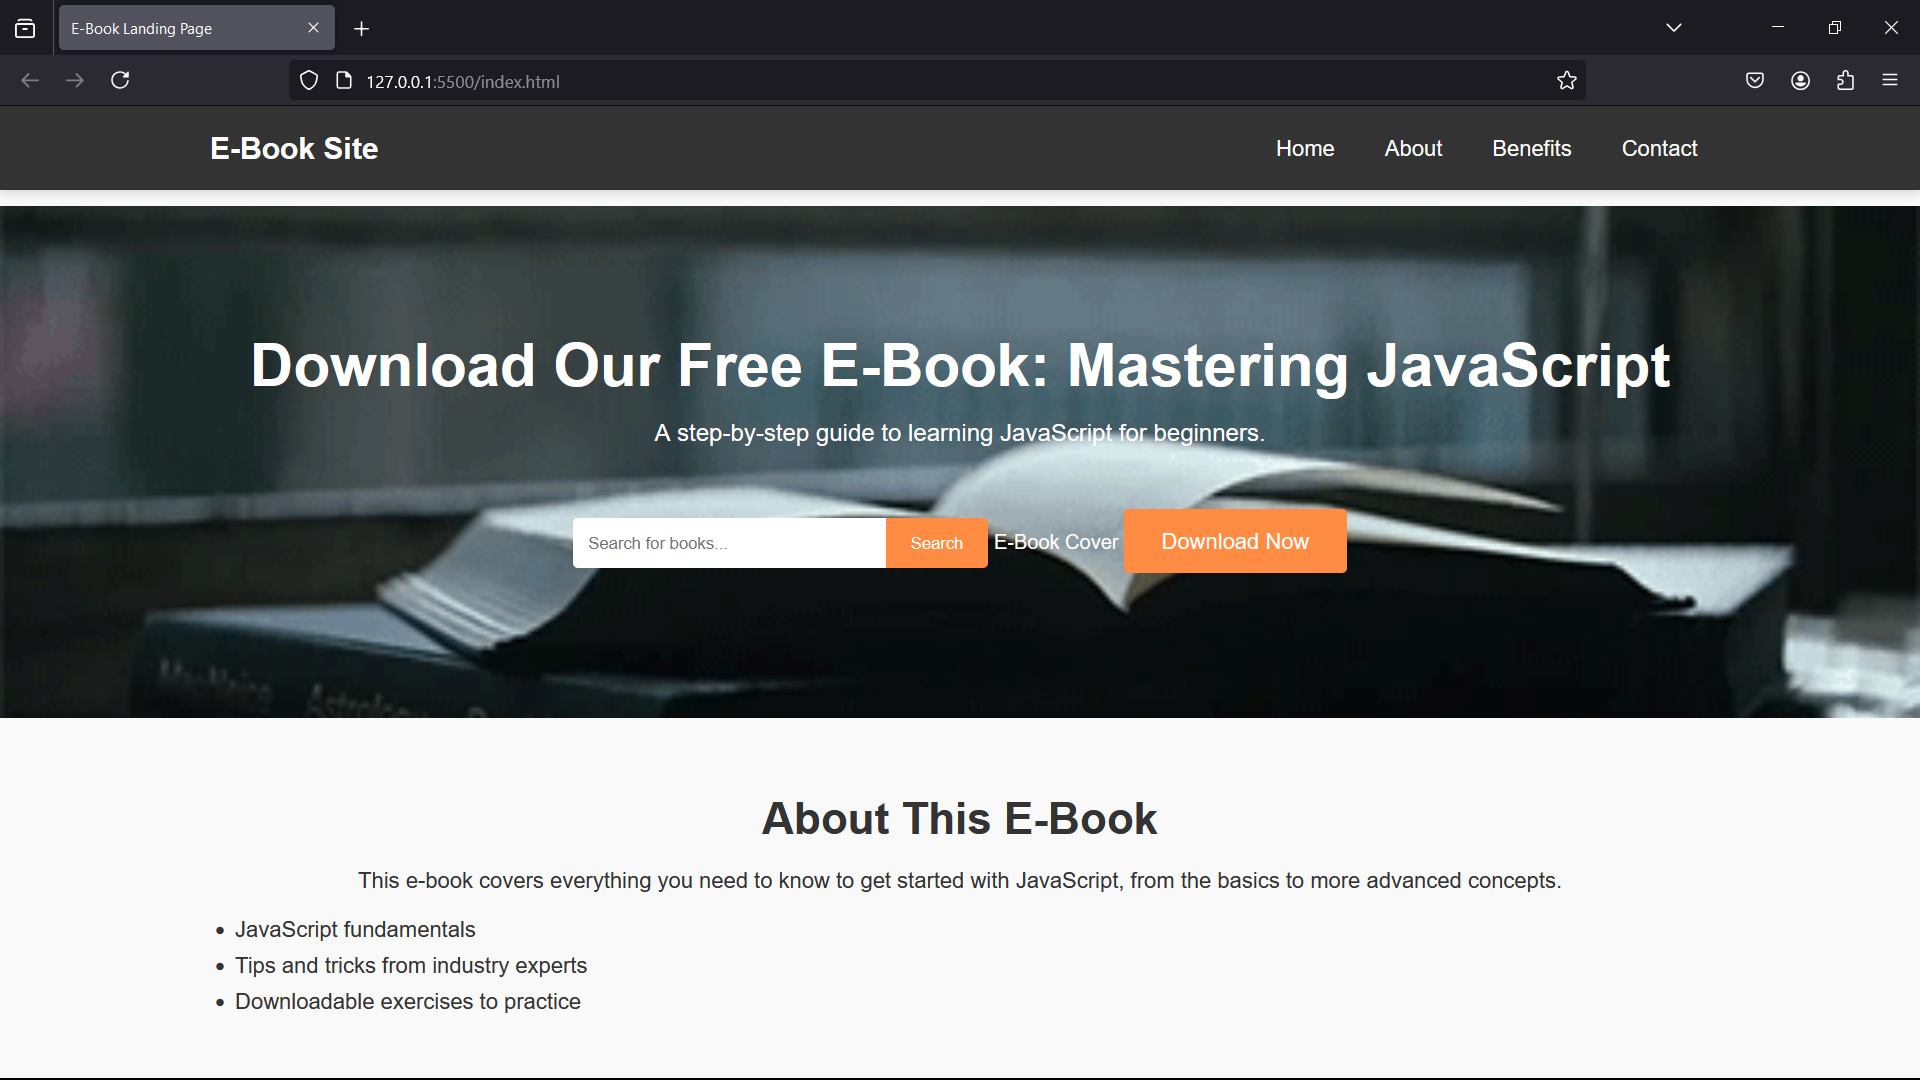 E-Book Landing Page
127.0.0.1:5500/index.html
E-Book Site
Home About Benefits Contact
Download Our Free E-Book: Mastering JavaScript
A step-by-step guide to learning JavaScript for beginners.
Search for books... Search E-Book Cover Download Now
About This E-Book
This e-book covers everything you need to know to get started with JavaScript, from the basics to more advanced concepts.
• JavaScript fundamentals
• Tips and tricks from industry experts
• Downloadable exercises to practice